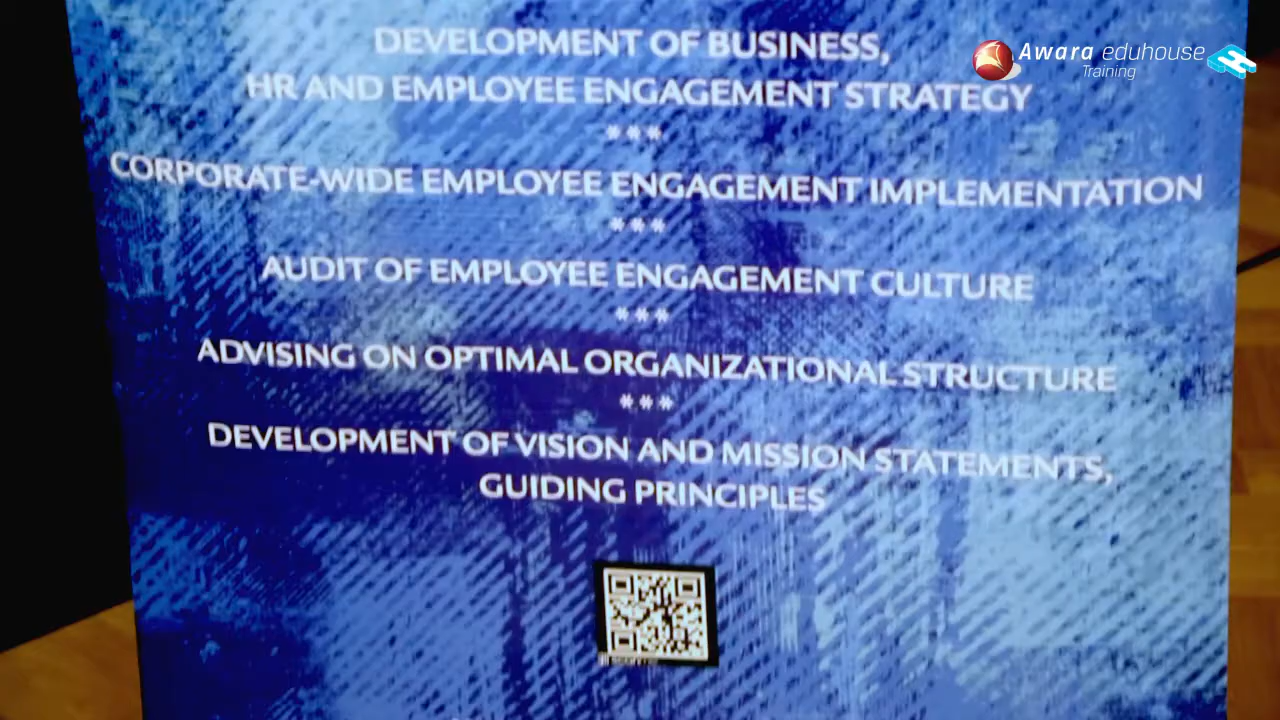 Awara eduhouse
Training
DEVELOPMENT OF BUSINESS,
HR AND EMPLOYEE ENGAGEMENT STRATEGY
***
CORPORATE-WIDE EMPLOYEE ENGAGEMENT IMPLEMENTATION
***
AUDIT OF EMPLOYEE ENGAGEMENT CULTURE
***
ADVISING ON OPTIMAL ORGANIZATIONAL STRUCTURE
***
DEVELOPMENT OF VISION AND MISSION STATEMENTS,
GUIDING PRINCIPLES